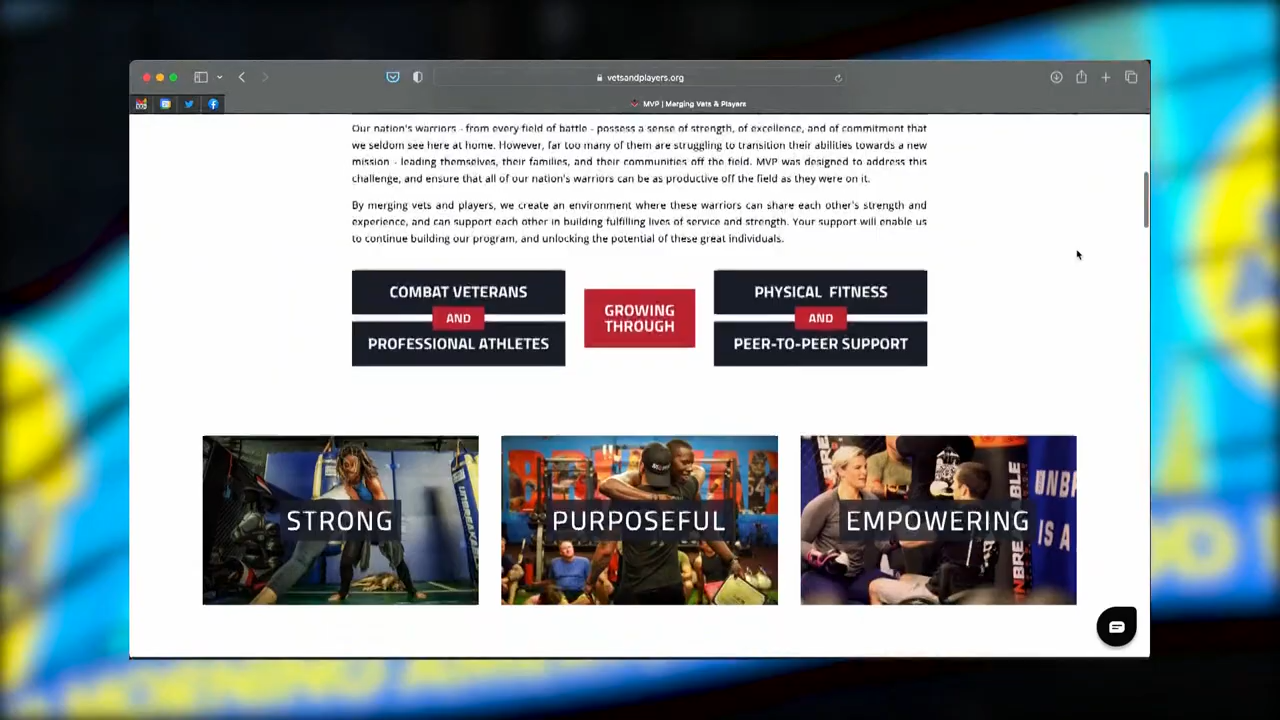 vetsandplayers.org
MVP | Merging Vets & Players
Our nation's warriors - from every field of battle - possess a sense of strength, of excellence, and of commitment that
we seldom see here at home. However, far too many of them are struggling to transition their abilities towards a new
mission - leading themselves, their families, and their communities off the field. MVP was designed to address this
challenge, and ensure that all of our nation's warriors can be as productive off the field as they were on it.
By merging vets and players, we create an environment where these warriors can share each other's strength and
experience, and can support each other in building fulfilling lives of service and strength. Your support will enable us
to continue building our program, and unlocking the potential of these great individuals.
COMBAT VETERANS
AND
PROFESSIONAL ATHLETES
GROWING
THROUGH
PHYSICAL FITNESS
AND
PEER-TO-PEER SUPPORT
STRONG
PURPOSEFUL
EMPOWERING
UNBREAKABLE
IS A
MORNING